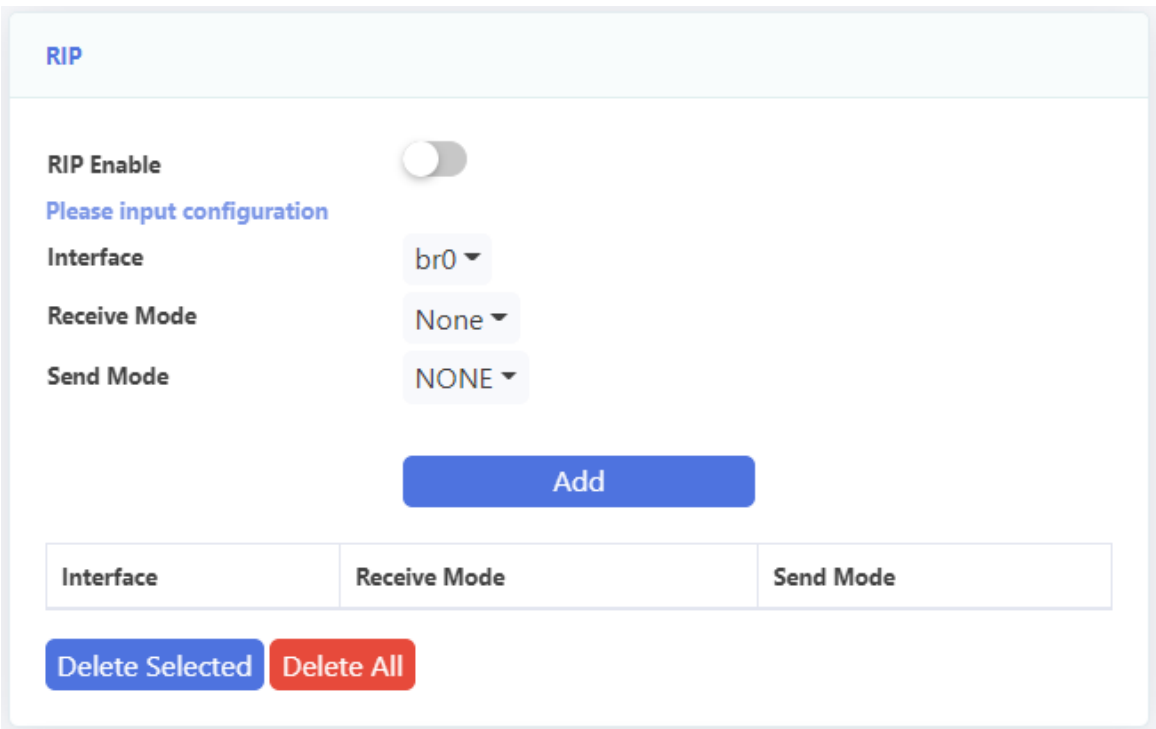 RIP
RIP Enable
Please input configuration
Interface br0
Receive Mode None
Send Mode NONE
Add
Interface Receive Mode Send Mode
Delete Selected Delete All